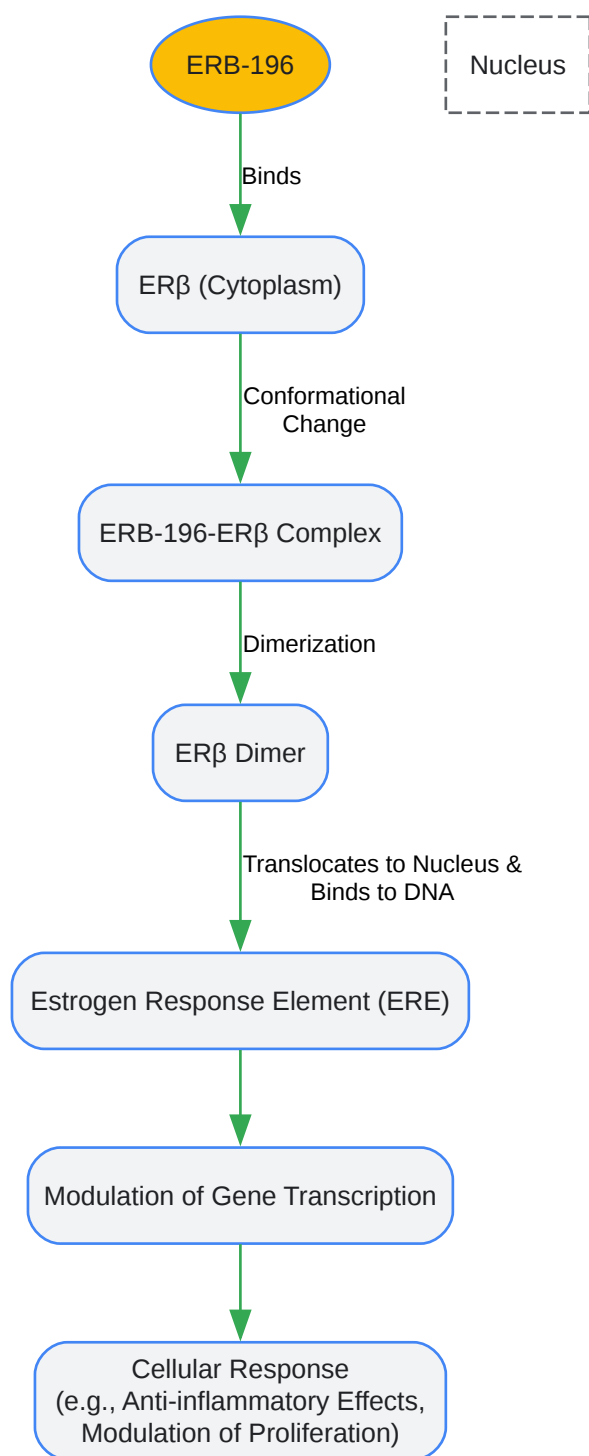 ERB-196
Nucleus
Binds
ERβ (Cytoplasm)
Conformational
Change
ERB-196-ERβ Complex
Dimerization
ERβ Dimer
Translocates to Nucleus &
Binds to DNA
Estrogen Response Element (ERE)
Modulation of Gene Transcription
Cellular Response
(e.g., Anti-inflammatory Effects,
Modulation of Proliferation)